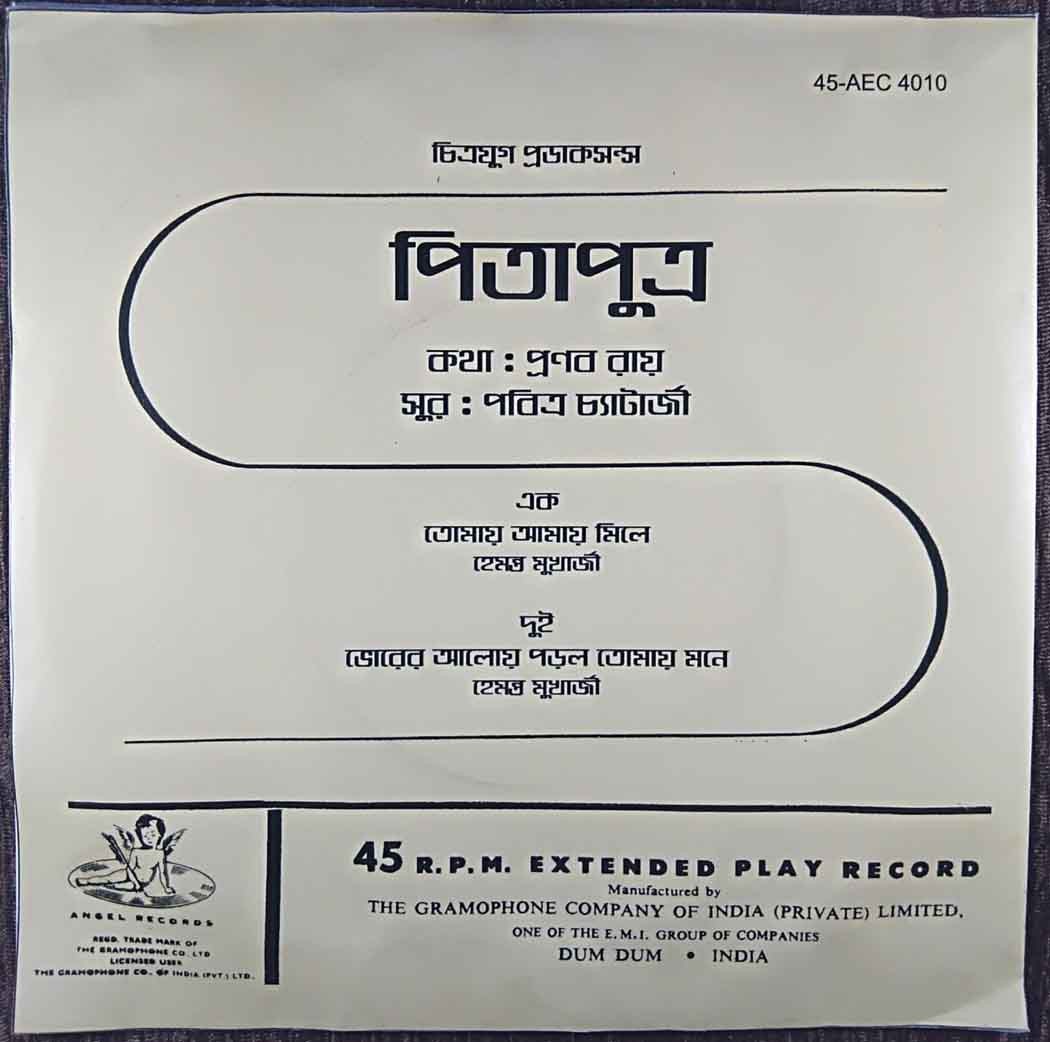 45-AEC 4010
চিত্রযুগ প্রডাকসন্স
পিতাপুত্র
কথা : প্রণব রায়
সুর : পবিত্র চ্যাটার্জী
এক
তোমায় আমায় মিলে
হেমন্ত মুখার্জী
দুই
ভোরের আলোয় পড়ল তোমায় মনে
হেমন্ত মুখার্জী
ANGEL RECORDS
REGD. TRADE MARK OF
THE GRAMOPHONE CO. LTD
LICENSED USER
THE GRAMOPHONE CO. OF INDIA (PVT.) LTD.
45 R.P.M. EXTENDED PLAY RECORD
Manufactured by
THE GRAMOPHONE COMPANY OF INDIA (PRIVATE) LIMITED,
ONE OF THE E.M.I. GROUP OF COMPANIES
DUM DUM • INDIA